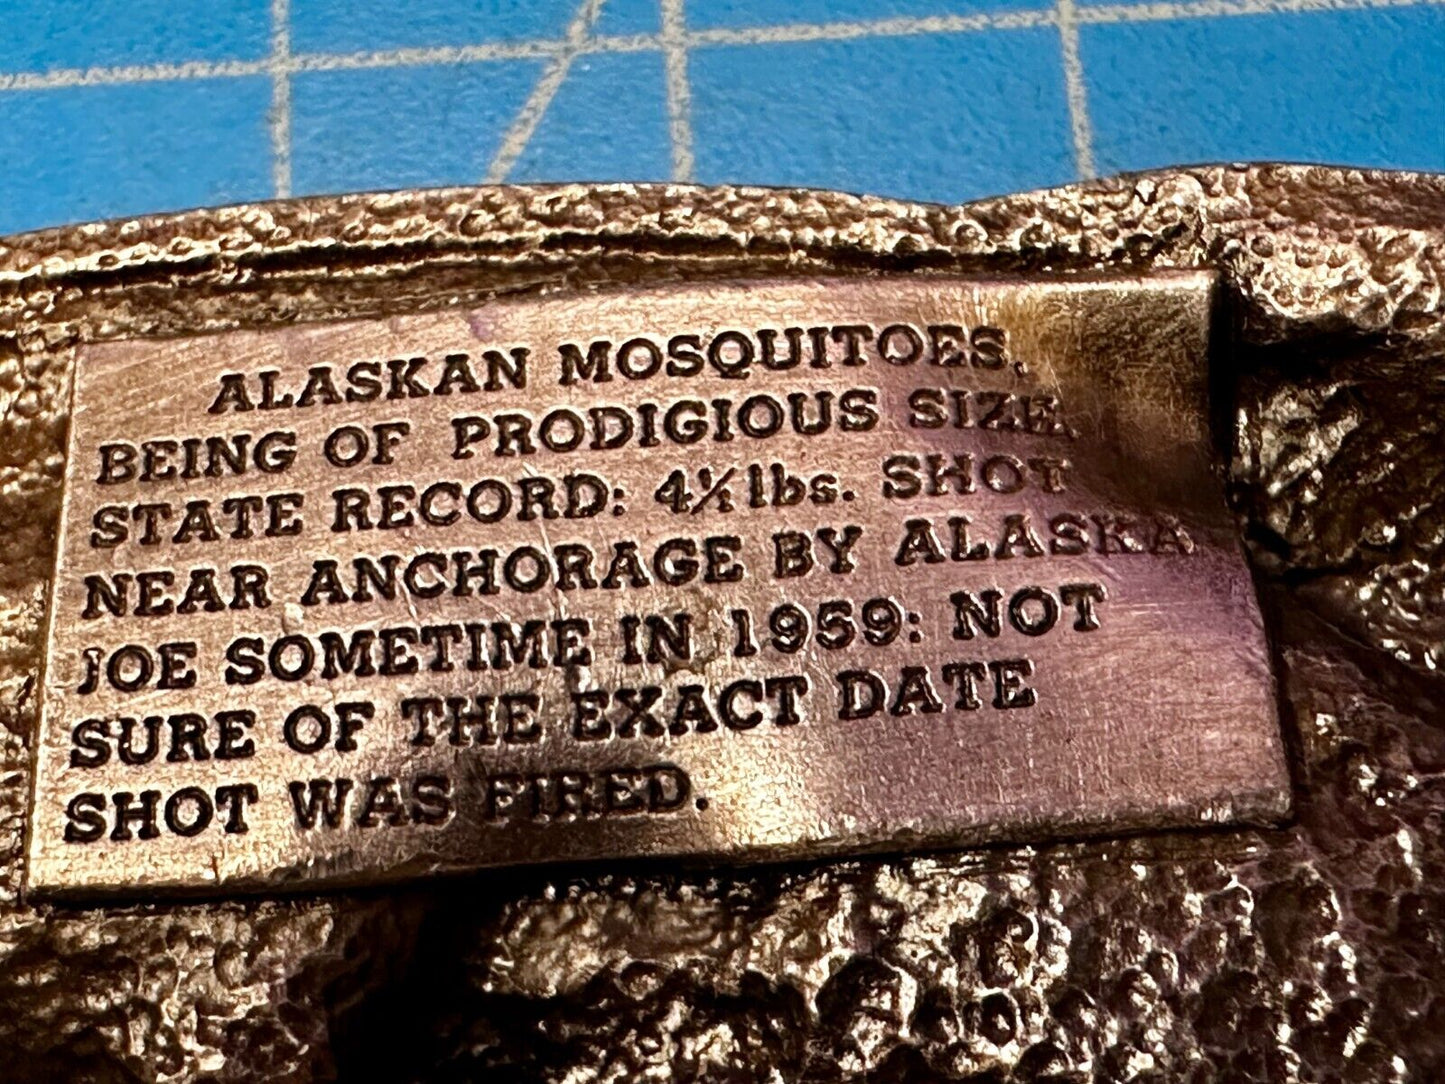 ALASKAN MOSQUITOES,
BEING OF PRODIGIOUS SIZE
STATE RECORD: 4½ lbs. SHOT
NEAR ANCHORAGE BY ALASKA
JOE SOMETIME IN 1959: NOT
SURE OF THE EXACT DATE
SHOT WAS FIRED.